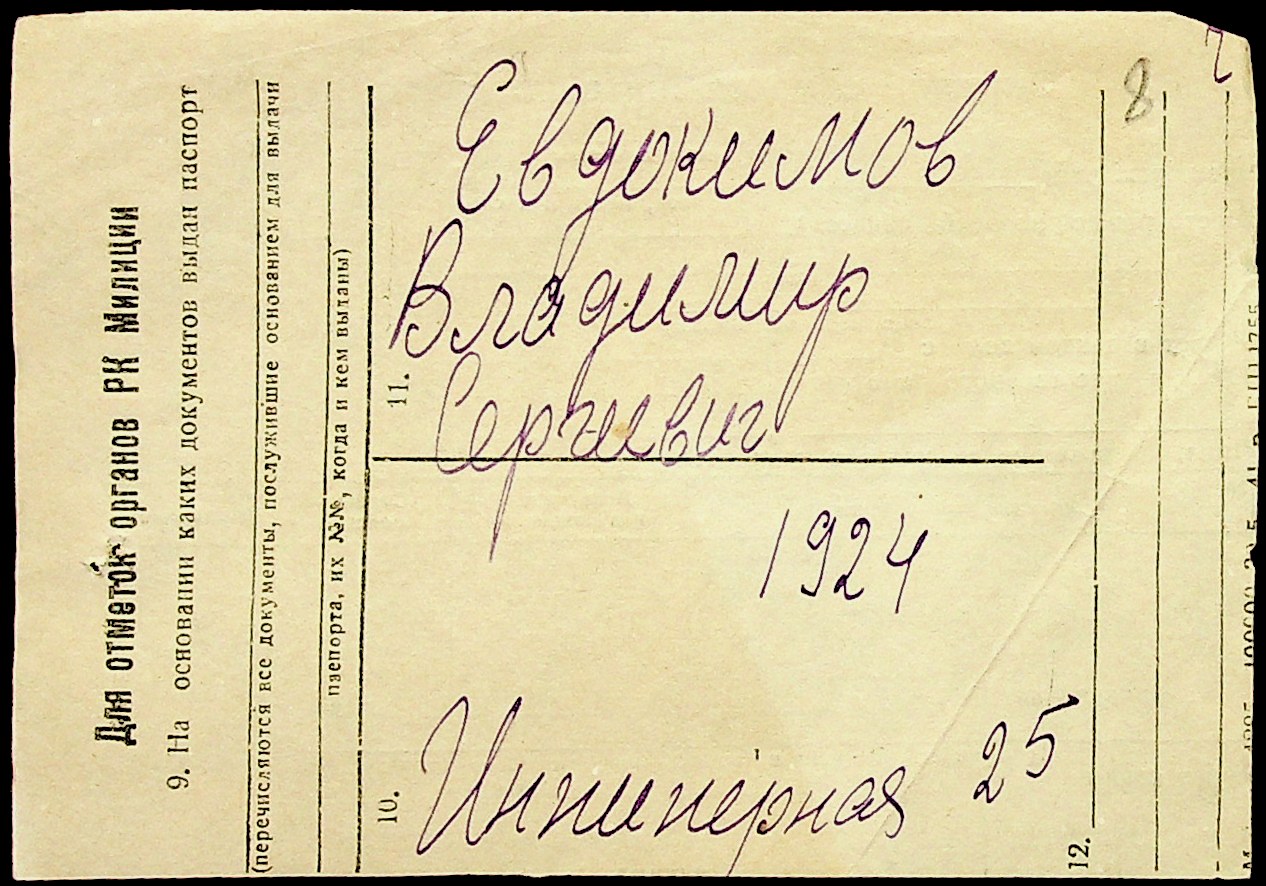 Для отметок органов РК Милиции
9. На основании каких документов выдан паспорт
(перечисляются все документы, послужившие основанием для выдачи
паспорта, их №№, когда и кем выданы)
10.
11.
12.
8
Евдокимов
Владимир
Сергеевич
1924
Инженерная 25